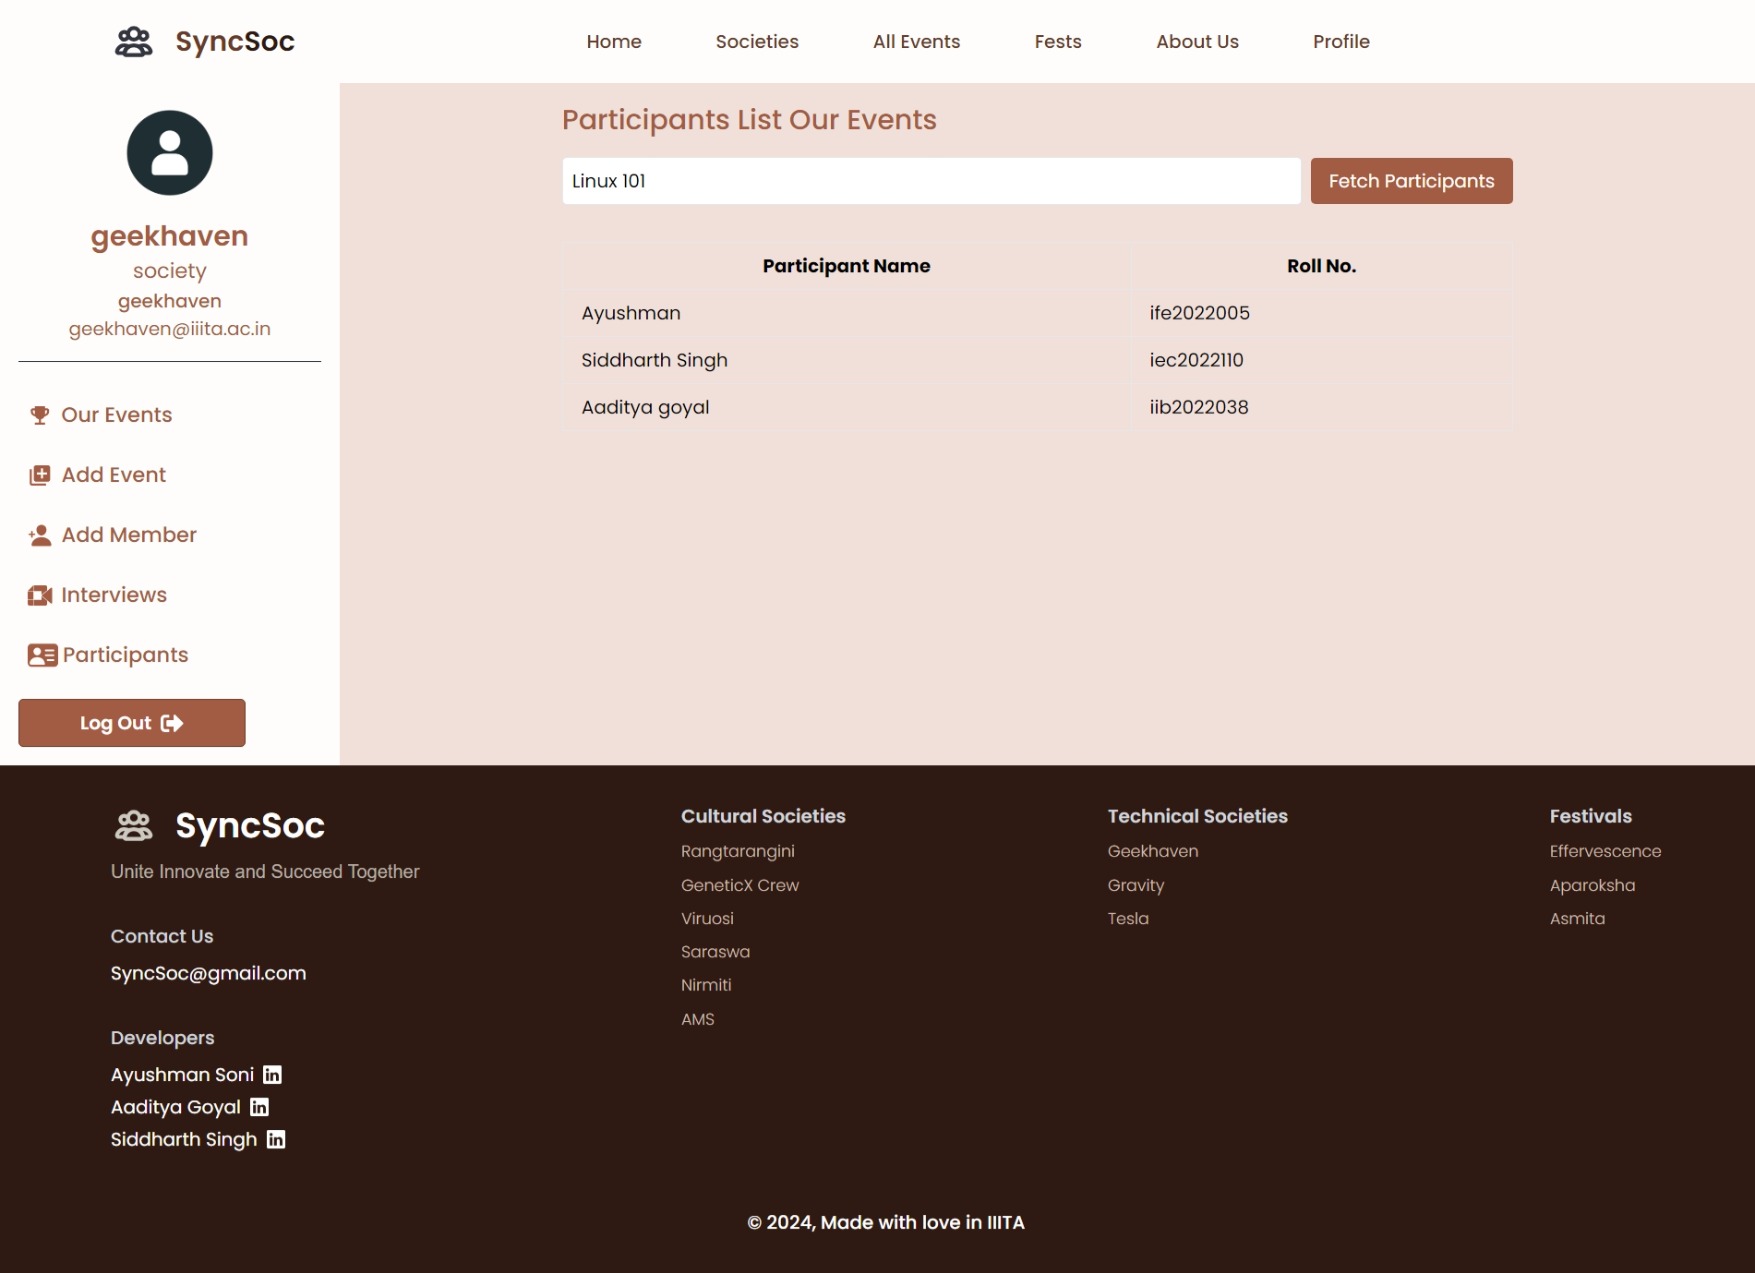 SyncSoc
Home Societies All Events Fests About Us Profile
geekhaven
society
geekhaven
geekhaven@iiita.ac.in
Our Events
Add Event
Add Member
Interviews
Participants
Log Out
Participants List Our Events
Linux 101 Fetch Participants
Participant Name Roll No.
Ayushman ife2022005
Siddharth Singh iec2022110
Aaditya goyal iib2022038
SyncSoc
Unite Innovate and Succeed Together
Contact Us
SyncSoc@gmail.com
Developers
Ayushman Soni in
Aaditya Goyal in
Siddharth Singh in
Cultural Societies
Rangtarangini
GeneticX Crew
Viruosi
Saraswa
Nirmiti
AMS
Technical Societies
Geekhaven
Gravity
Tesla
Festivals
Effervescence
Aparoksha
Asmita
© 2024, Made with love in IIITA